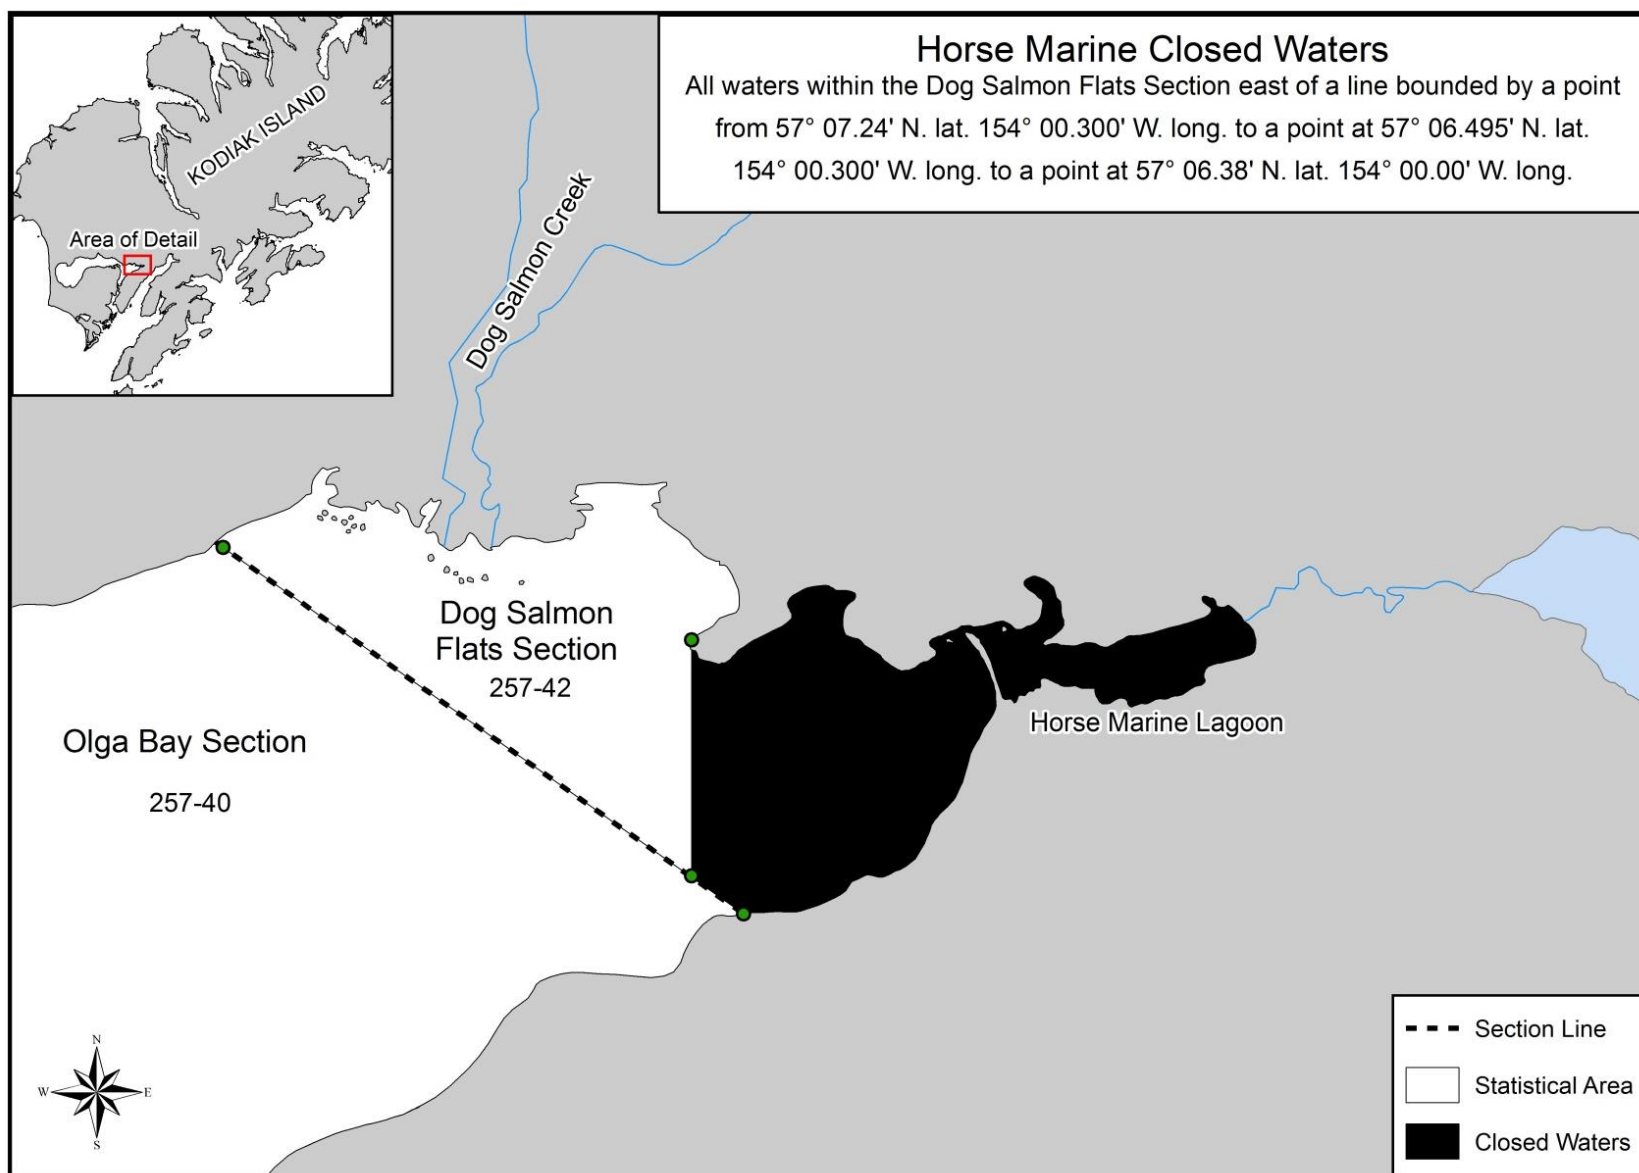 Horse Marine Closed Waters
All waters within the Dog Salmon Flats Section east of a line bounded by a point
from 57° 07.24' N. lat. 154° 00.300' W. long. to a point at 57° 06.495' N. lat.
154° 00.300' W. long. to a point at 57° 06.38' N. lat. 154° 00.00' W. long.
KODIAK ISLAND
Area of Detail
Dog Salmon Creek
Dog Salmon
Flats Section
257-42
Olga Bay Section
257-40
Horse Marine Lagoon
N
W
E
S
Section Line
Statistical Area
Closed Waters